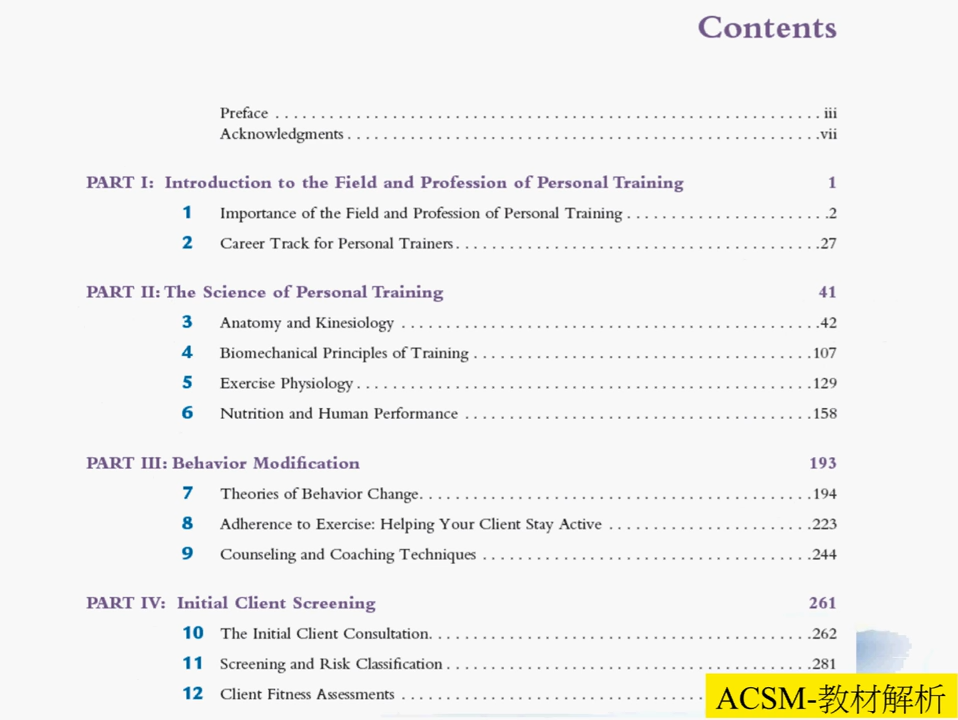 Contents
Preface . . . . . . . . . . . . . . . . . . . . . . . . . . . . . . . . . . . . . . . . . . . . . . . . . . . . . . . . . . . . . iii
Acknowledgments . . . . . . . . . . . . . . . . . . . . . . . . . . . . . . . . . . . . . . . . . . . . . . . . . . . . .vii
PART I: Introduction to the Field and Profession of Personal Training 1
1 Importance of the Field and Profession of Personal Training . . . . . . . . . . . . . . . . . . . . . . .2
2 Career Track for Personal Trainers. . . . . . . . . . . . . . . . . . . . . . . . . . . . . . . . . . . . . . . . .27
PART II: The Science of Personal Training 41
3 Anatomy and Kinesiology . . . . . . . . . . . . . . . . . . . . . . . . . . . . . . . . . . . . . . . . . . . . . . .42
4 Biomechanical Principles of Training . . . . . . . . . . . . . . . . . . . . . . . . . . . . . . . . . . . . . .107
5 Exercise Physiology . . . . . . . . . . . . . . . . . . . . . . . . . . . . . . . . . . . . . . . . . . . . . . . . . . .129
6 Nutrition and Human Performance . . . . . . . . . . . . . . . . . . . . . . . . . . . . . . . . . . . . . . .158
PART III: Behavior Modification 193
7 Theories of Behavior Change. . . . . . . . . . . . . . . . . . . . . . . . . . . . . . . . . . . . . . . . . . . .194
8 Adherence to Exercise: Helping Your Client Stay Active . . . . . . . . . . . . . . . . . . . . . . .223
9 Counseling and Coaching Techniques . . . . . . . . . . . . . . . . . . . . . . . . . . . . . . . . . . . . .244
PART IV: Initial Client Screening 261
10 The Initial Client Consultation. . . . . . . . . . . . . . . . . . . . . . . . . . . . . . . . . . . . . . . . . . .262
11 Screening and Risk Classification . . . . . . . . . . . . . . . . . . . . . . . . . . . . . . . . . . . . . . . . .281
12 Client Fitness Assessments . . . . . . . . . . . . . . . . . . . . . . . . . . . . . . . . . .
ACSM-教材解析